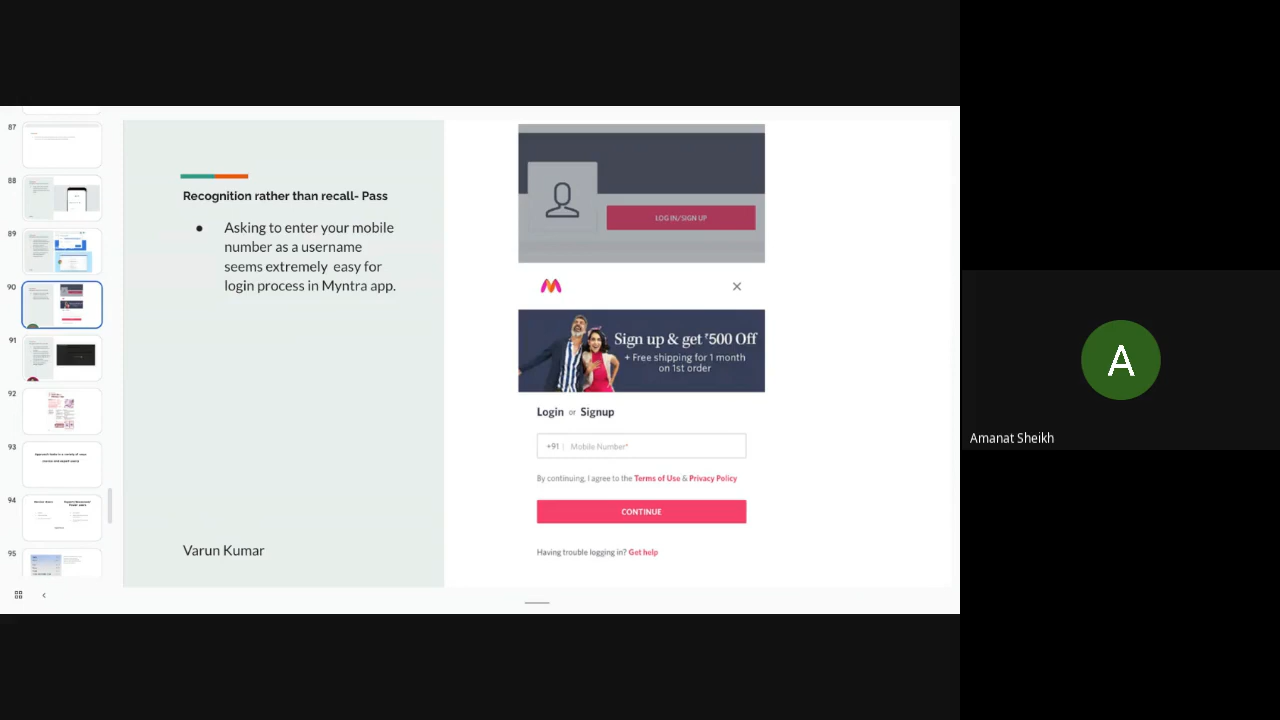 87
88
89
90
91
92
93
94
95
Recognition rather than recall- Pass
● Asking to enter your mobile
number as a username
seems extremely easy for
login process in Myntra app.
Varun Kumar
LOG IN/SIGN UP
Sign up & get ₹500 Off
+ Free shipping for 1 month
on 1st order
Login or Signup
+91 | Mobile Number*
By continuing, I agree to the Terms of Use & Privacy Policy
CONTINUE
Having trouble logging in? Get help
A
Amanat Sheikh